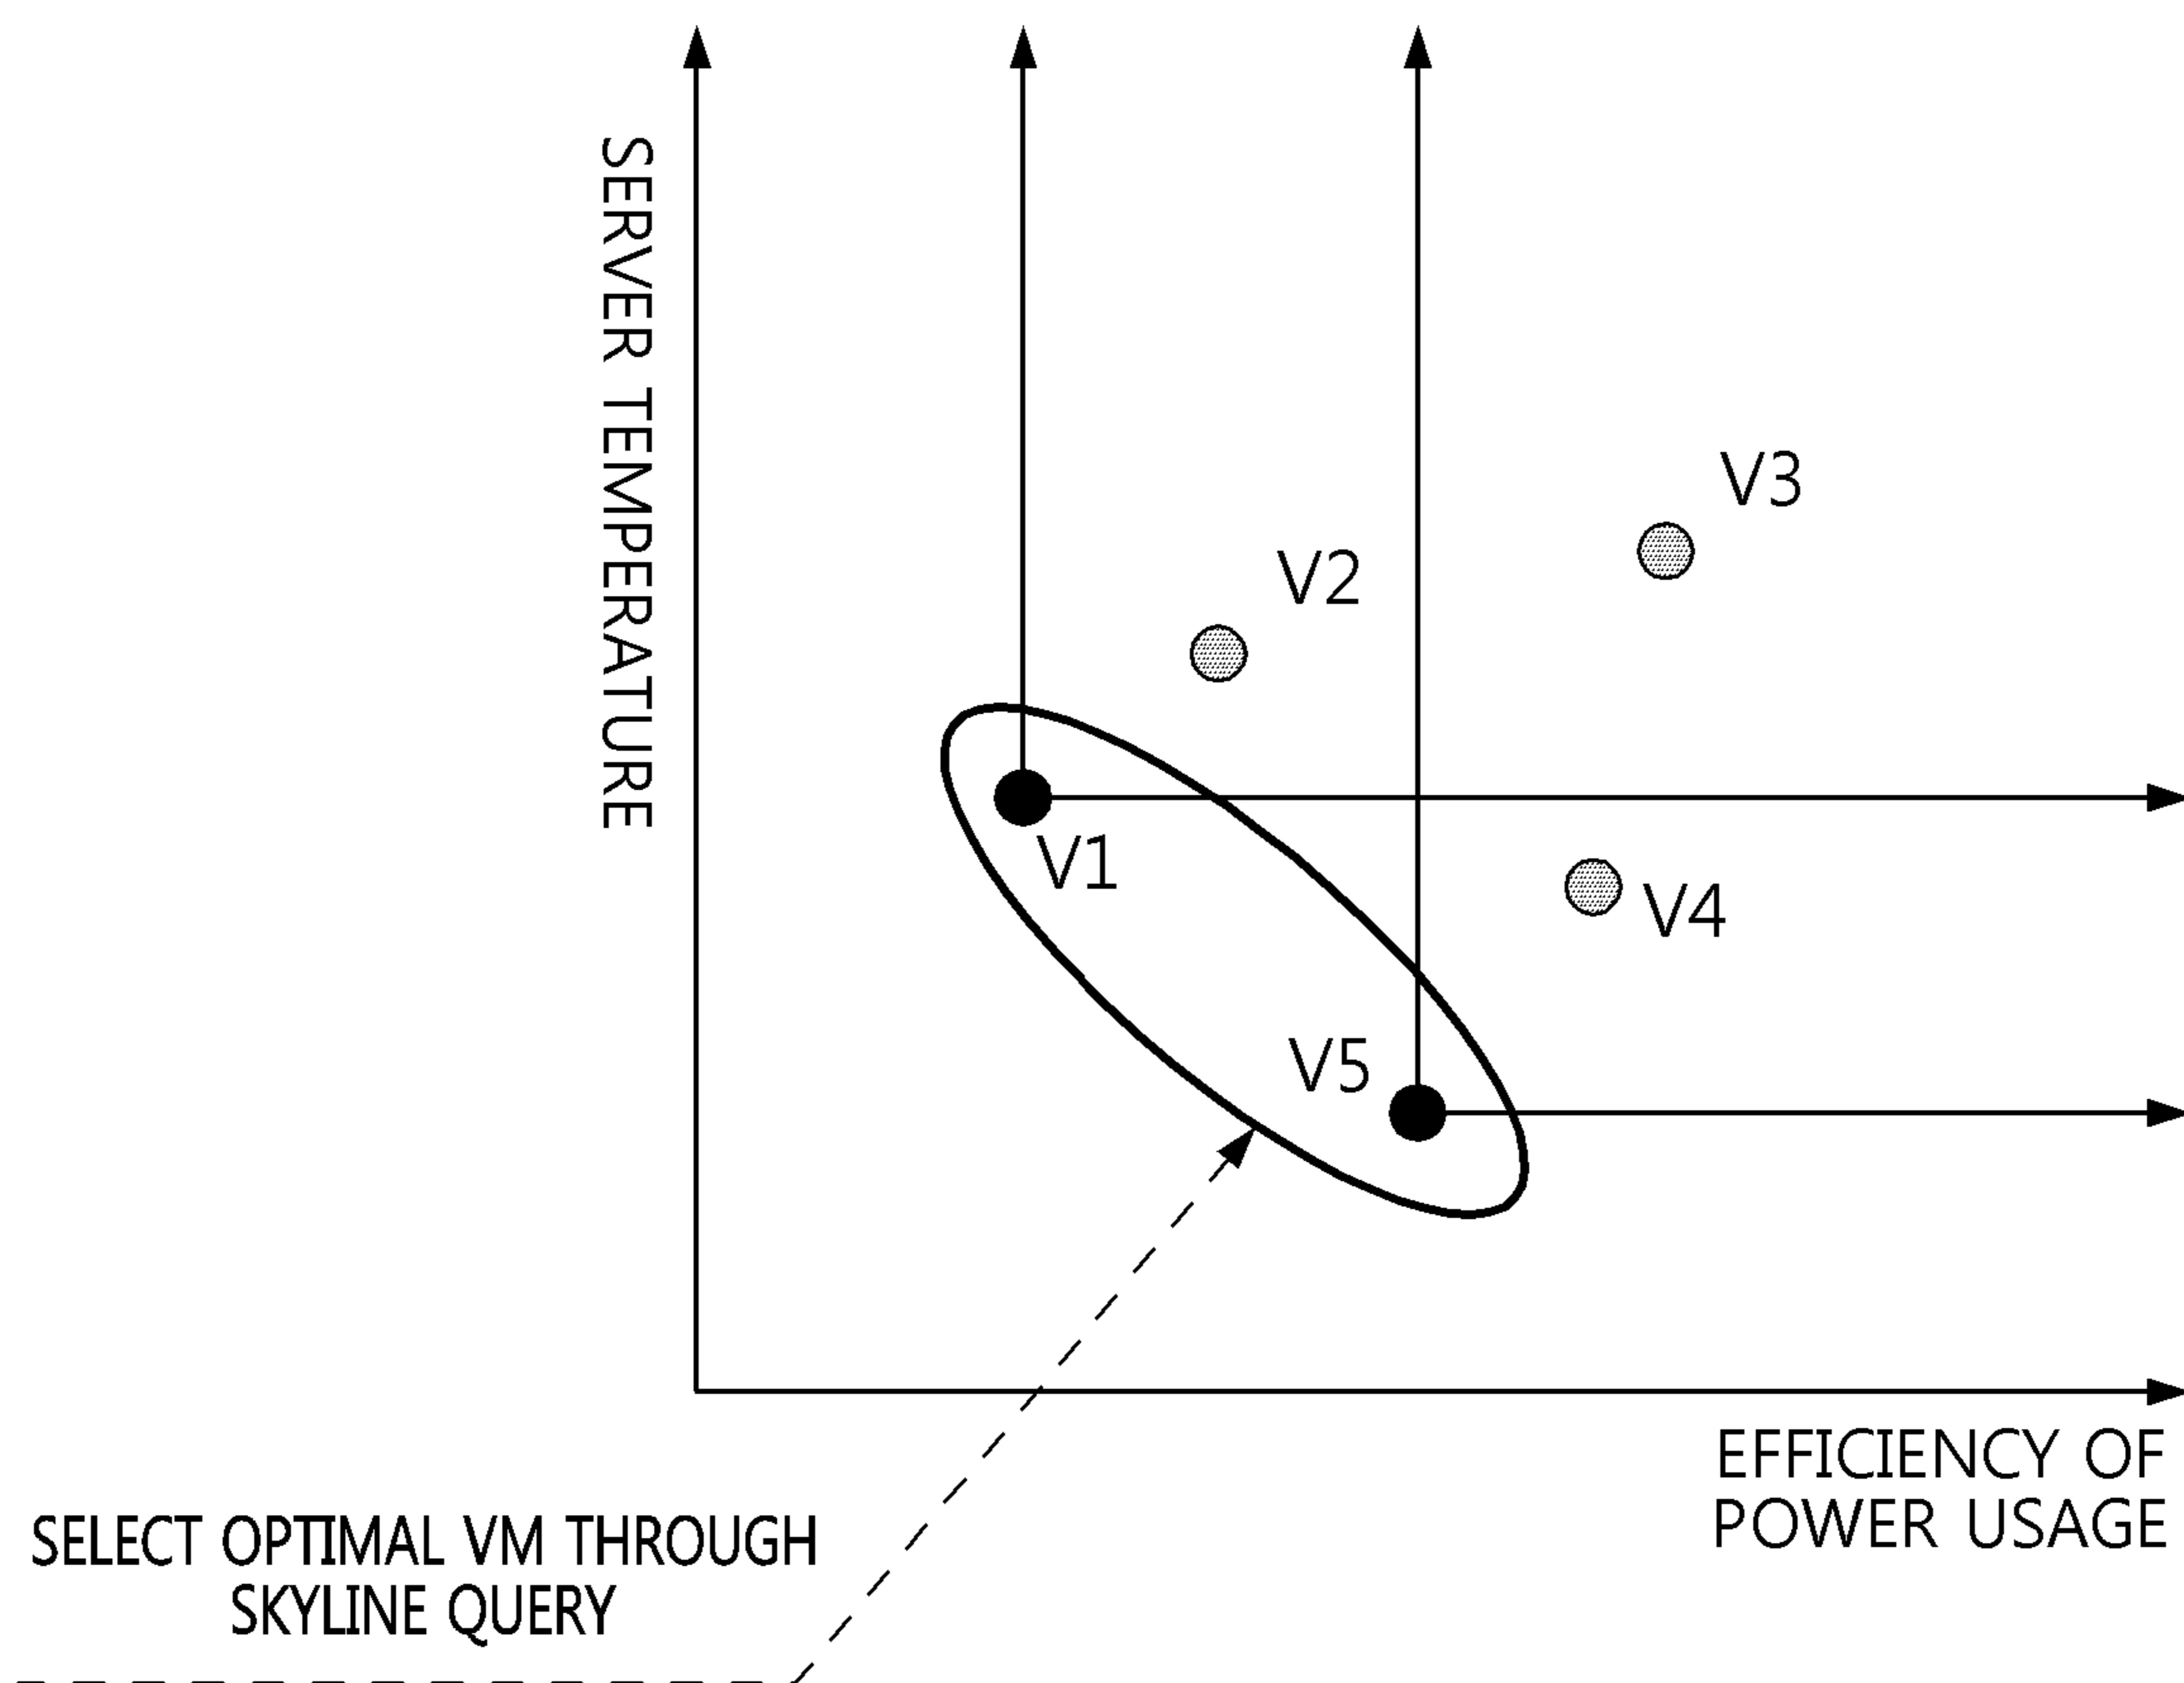 SERVER TEMPERATURE
V3
V2
V1
V4
V5
EFFICIENCY OF
POWER USAGE
SELECT OPTIMAL VM THROUGH
SKYLINE QUERY